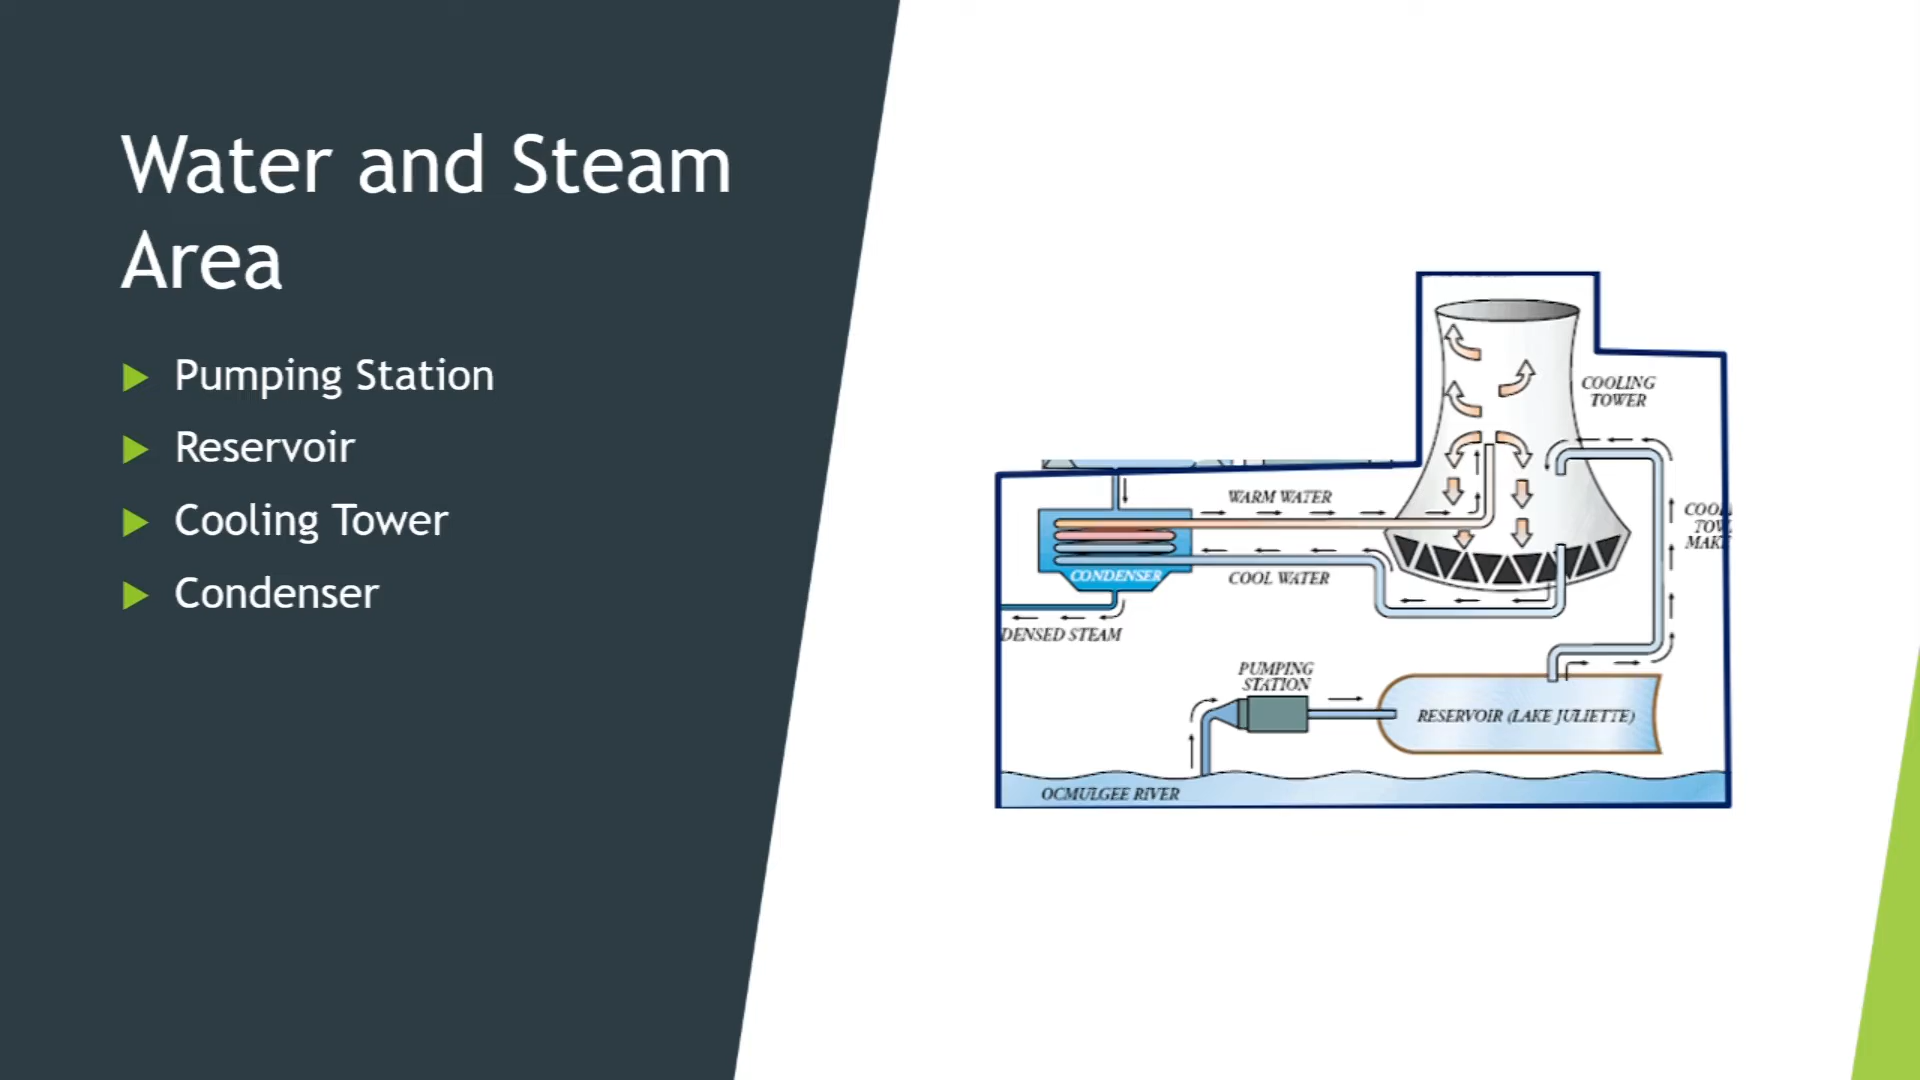 Water and Steam
Area
Pumping Station
Reservoir
Cooling Tower
Condenser
COOLING
TOWER
WARM WATER
CONDENSER
COOL WATER
DENSED STEAM
PUMPING
STATION
RESERVOIR (LAKE JULIETTE)
OCMULGEE RIVER